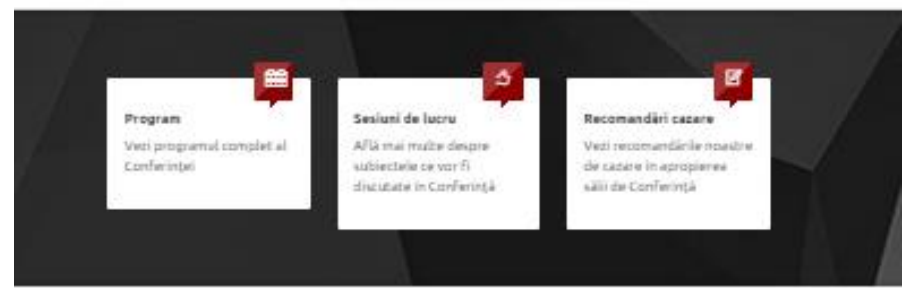 Program
Vezi programul complet al
Conferinței
Sesiuni de lucru
Află mai multe despre
subiectele ce vor fi
discutate în Conferință
Recomandări cazare
Vezi recomandările noastre
de cazare în apropierea
sălii de Conferință